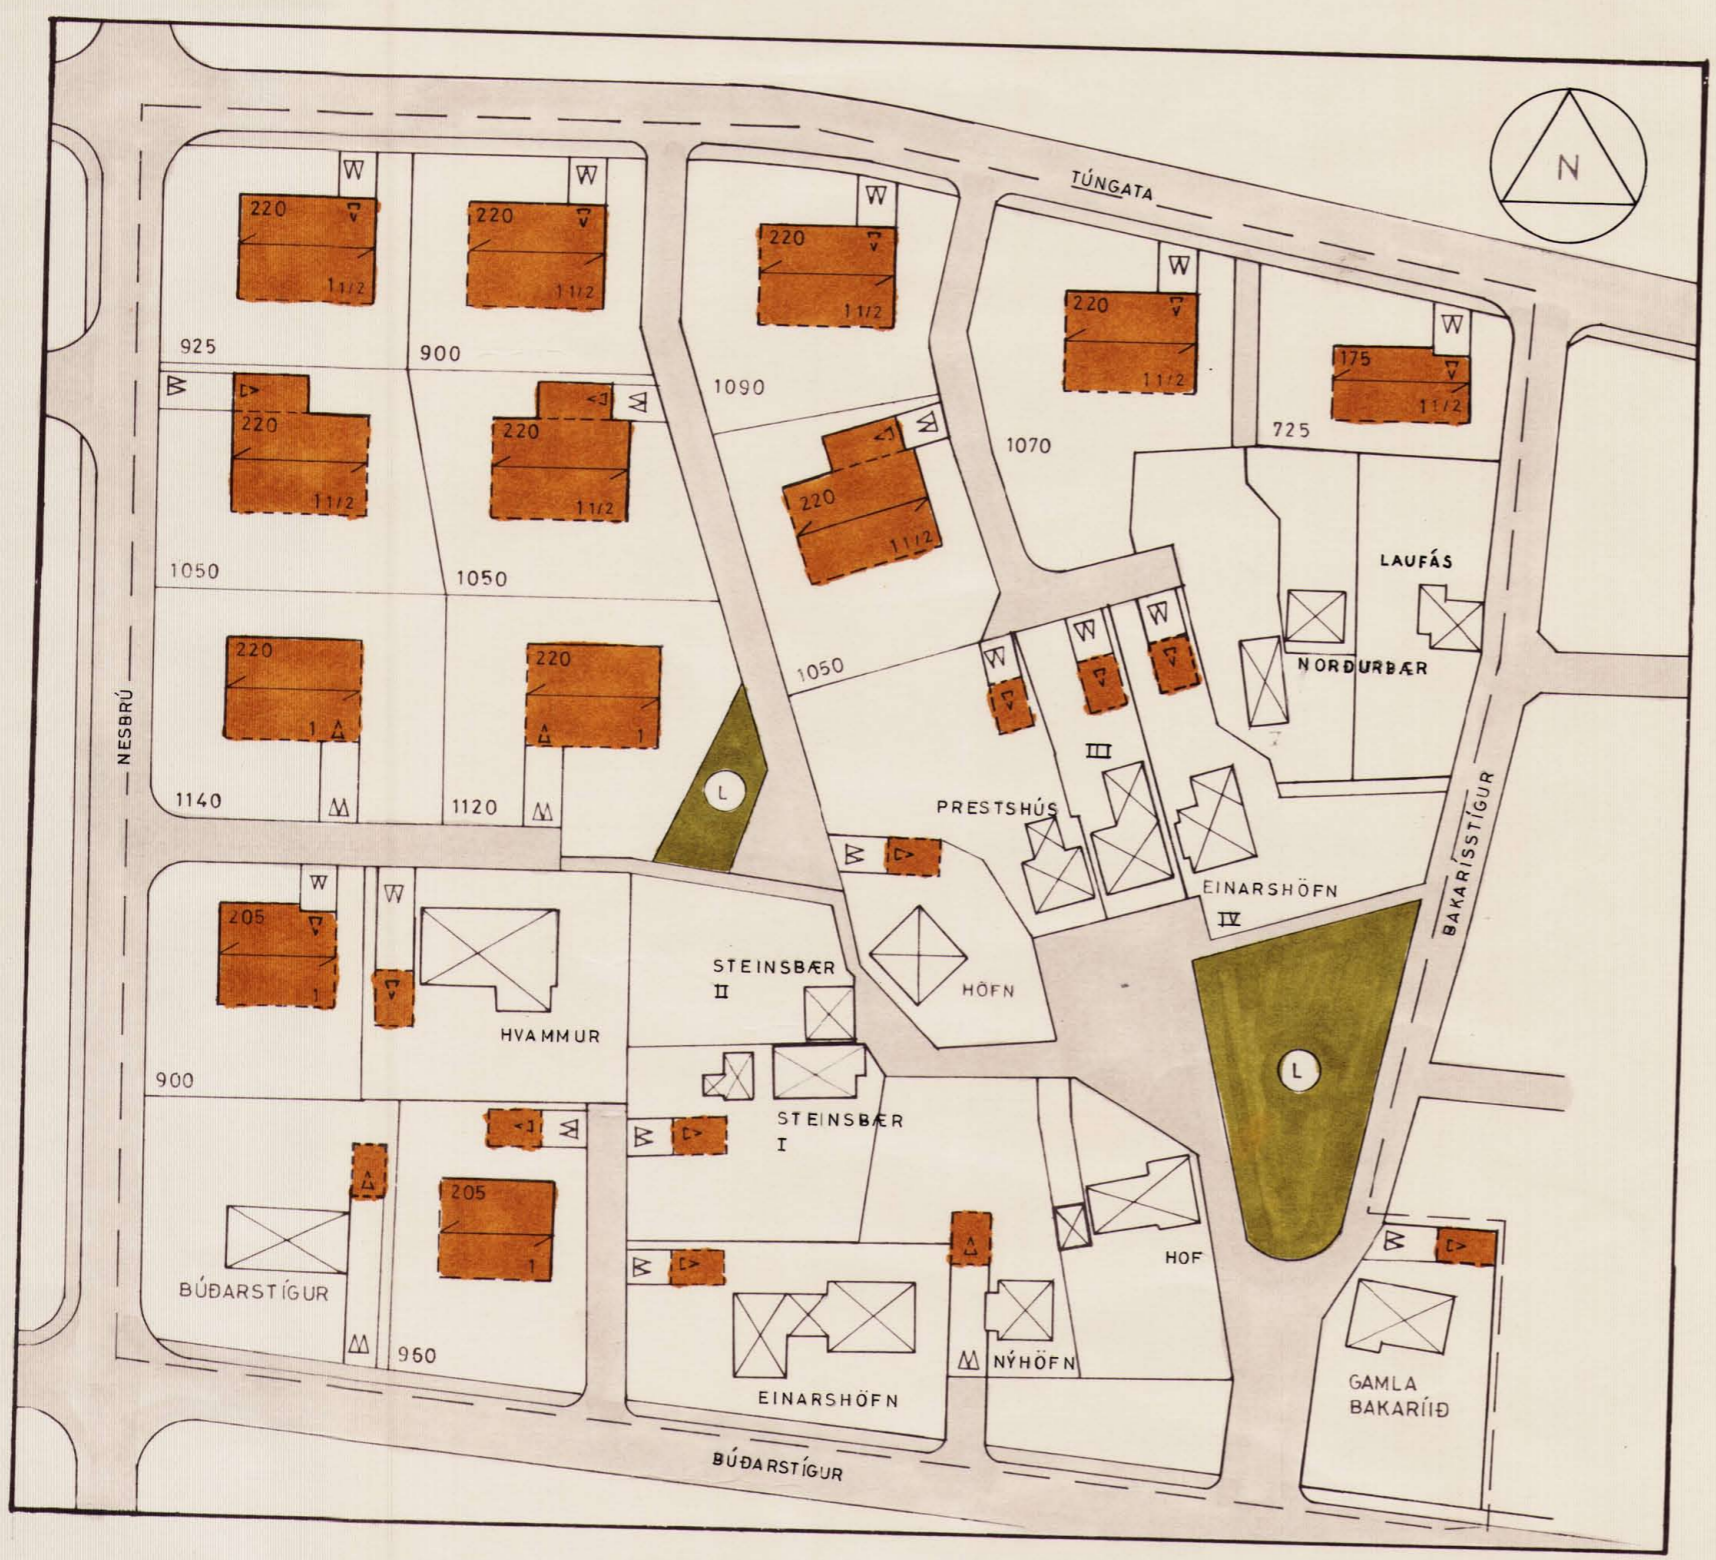 N
TÚNGATA
220
1 1/2
925
220
1 1/2
900
220
1 1/2
1090
220
1 1/2
1070
175
1 1/2
725
220
1 1/2
1050
220
1 1/2
1050
220
1 1/2
1050
LAUFÁS
NORÐURBÆR
NESBRÚ
220
1
1140
220
1
1120
L
PRESTSHÚS
III
EINARSHÖFN
IV
BAKARÍSSTÍGUR
205
1
900
HVAMMUR
STEINSBÆR
II
HÖFN
L
STEINSBÆR
I
BÚÐARSTÍGUR
205
1
960
EINARSHÖFN
NÝHÖFN
HOF
GAMLA
BAKARÍIÐ
BÚÐARSTÍGUR